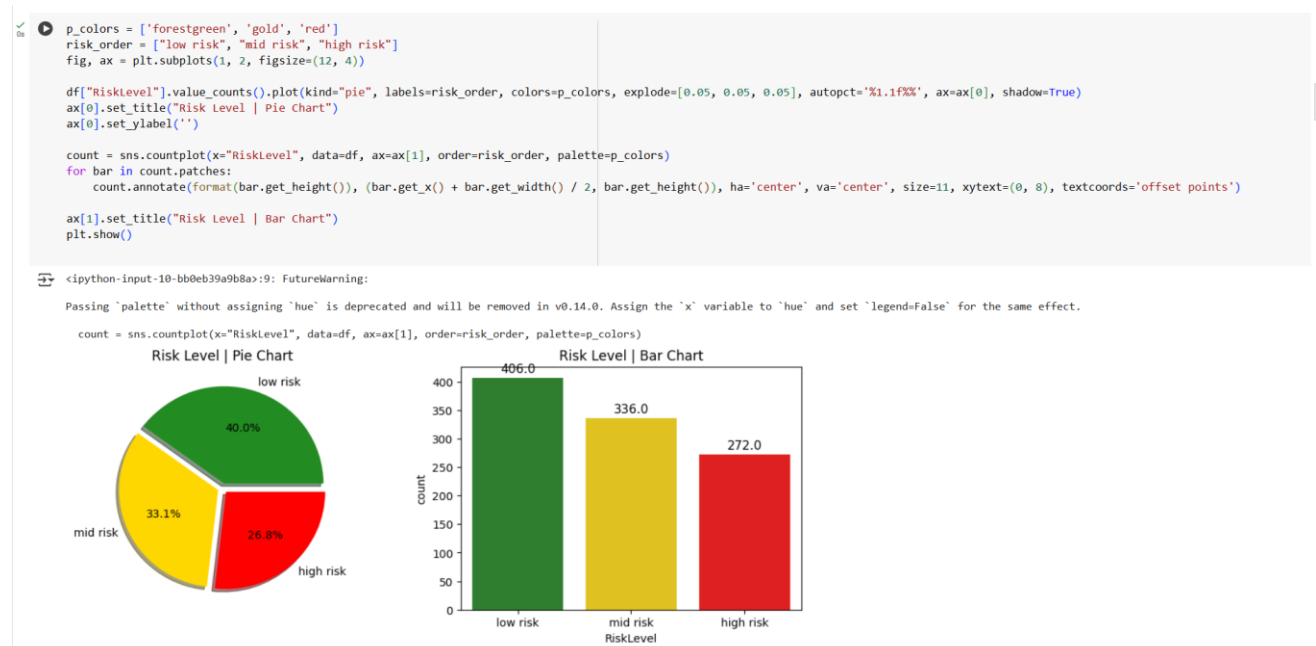 0s
p_colors = ['forestgreen', 'gold', 'red']
risk_order = ["low risk", "mid risk", "high risk"]
fig, ax = plt.subplots(1, 2, figsize=(12, 4))
df["RiskLevel"].value_counts().plot(kind="pie", labels=risk_order, colors=p_colors, explode=[0.05, 0.05, 0.05], autopct='%1.1f%%', ax=ax[0], shadow=True)
ax[0].set_title("Risk Level | Pie Chart")
ax[0].set_ylabel('')
count = sns.countplot(x="RiskLevel", data=df, ax=ax[1], order=risk_order, palette=p_colors)
for bar in count.patches:
    count.annotate(format(bar.get_height()), (bar.get_x() + bar.get_width() / 2, bar.get_height()), ha='center', va='center', size=11, xytext=(0, 8), textcoords='offset points')
ax[1].set_title("Risk Level | Bar Chart")
plt.show()
<ipython-input-10-bb0eb39a9b8a>:9: FutureWarning:
Passing `palette` without assigning `hue` is deprecated and will be removed in v0.14.0. Assign the `x` variable to `hue` and set `legend=False` for the same effect.
  count = sns.countplot(x="RiskLevel", data=df, ax=ax[1], order=risk_order, palette=p_colors)
Risk Level | Pie Chart
low risk
40.0%
33.1%
mid risk
26.8%
high risk
Risk Level | Bar Chart
406.0
336.0
272.0
count
400
350
300
250
200
150
100
50
0
low risk mid risk high risk
RiskLevel